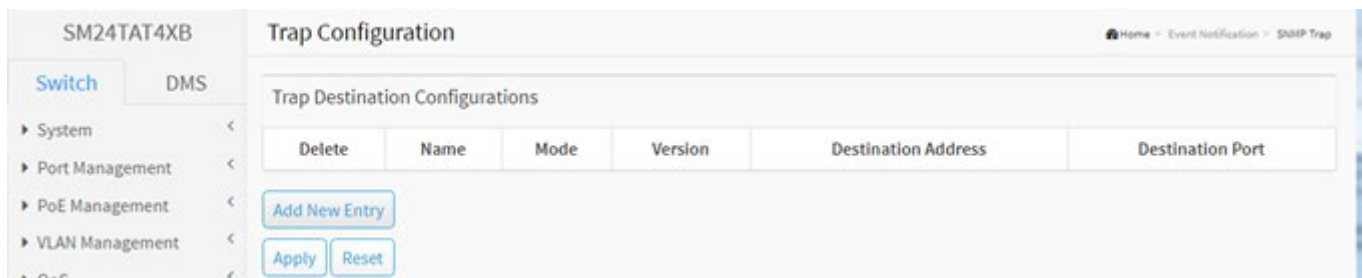 SM24TAT4XB
Switch DMS
System
Port Management
PoE Management
VLAN Management
QoS
Trap Configuration
Home > Event Notification > SNMP Trap
Trap Destination Configurations
Delete Name Mode Version Destination Address Destination Port
Add New Entry
Apply Reset